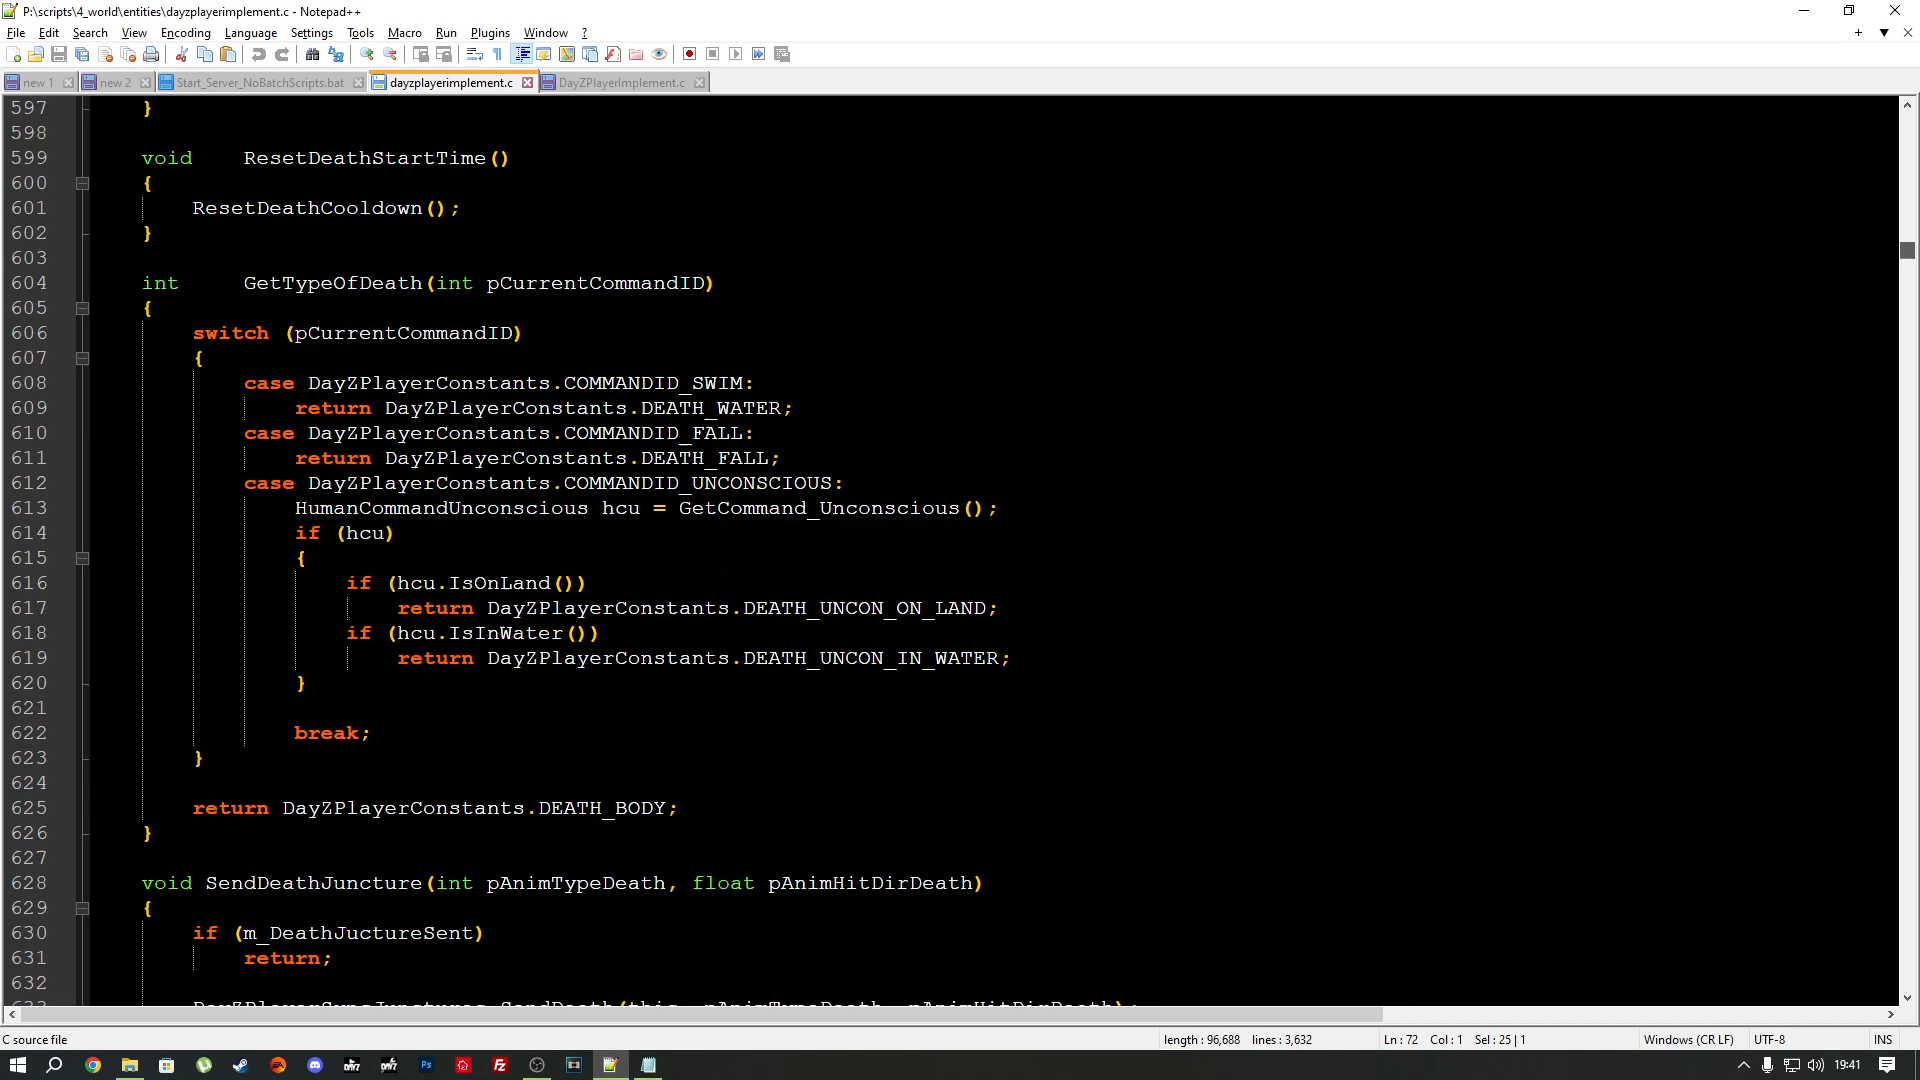 P:\scripts\4_world\entities\dayzplayerimplement.c - Notepad++
File Edit Search View Encoding Language Settings Tools Macro Run Plugins Window ?
new 1 new 2 Start_Server_NoBatchScripts.bat dayzplayerimplement.c DayZPlayerImplement.c
597 }
598
599 void ResetDeathStartTime()
600 {
601 ResetDeathCooldown();
602 }
603
604 int GetTypeOfDeath(int pCurrentCommandID)
605 {
606 switch (pCurrentCommandID)
607 {
608 case DayZPlayerConstants.COMMANDID_SWIM:
609 return DayZPlayerConstants.DEATH_WATER;
610 case DayZPlayerConstants.COMMANDID_FALL:
611 return DayZPlayerConstants.DEATH_FALL;
612 case DayZPlayerConstants.COMMANDID_UNCONSCIOUS:
613 HumanCommandUnconscious hcu = GetCommand_Unconscious();
614 if (hcu)
615 {
616 if (hcu.IsOnLand())
617 return DayZPlayerConstants.DEATH_UNCON_ON_LAND;
618 if (hcu.IsInWater())
619 return DayZPlayerConstants.DEATH_UNCON_IN_WATER;
620 }
621
622 break;
623 }
624
625 return DayZPlayerConstants.DEATH_BODY;
626 }
627
628 void SendDeathJuncture(int pAnimTypeDeath, float pAnimHitDirDeath)
629 {
630 if (m_DeathJuctureSent)
631 return;
632
633 DayZPlayerSyncJunctures.SendDeath(this, pAnimTypeDeath, pAnimHitDirDeath);
C source file length : 96,688 lines : 3,632 Ln : 72 Col : 1 Sel : 25 | 1 Windows (CR LF) UTF-8 INS
19:41